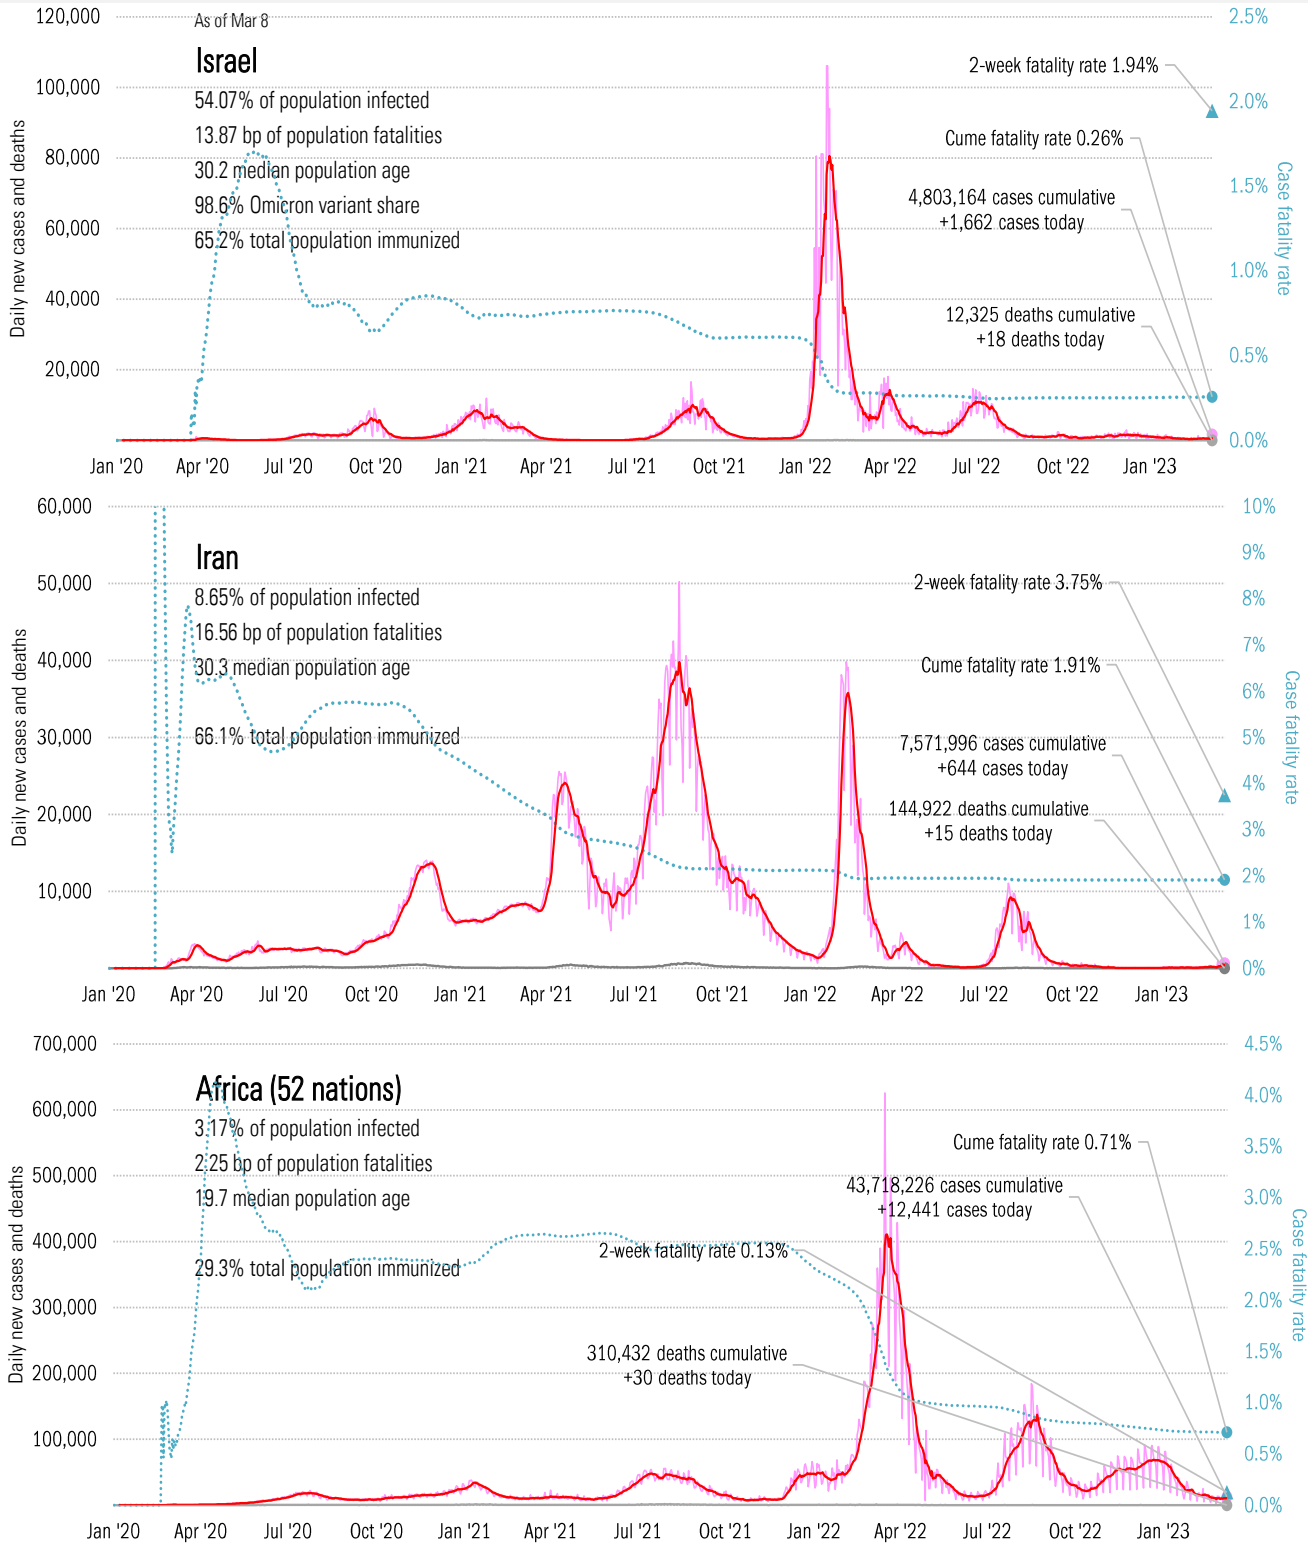 As of Mar 8
Israel
54.07% of population infected
13.87 bp of population fatalities
30.2 median population age
98.6% Omicron variant share
65.2% total population immunized
Daily new cases and deaths
120,000
100,000
80,000
60,000
40,000
20,000
2-week fatality rate 1.94%
Cume fatality rate 0.26%
4,803,164 cases cumulative
+1,662 cases today
12,325 deaths cumulative
+18 deaths today
2.5%
2.0%
1.5%
1.0%
0.5%
0.0%
Case fatality rate
Jan '20 Apr '20 Jul '20 Oct '20 Jan '21 Apr '21 Jul '21 Oct '21 Jan '22 Apr '22 Jul '22 Oct '22 Jan '23
Iran
8.65% of population infected
16.56 bp of population fatalities
30.3 median population age
66.1% total population immunized
Daily new cases and deaths
60,000
50,000
40,000
30,000
20,000
10,000
2-week fatality rate 3.75%
Cume fatality rate 1.91%
7,571,996 cases cumulative
+644 cases today
144,922 deaths cumulative
+15 deaths today
10%
9%
8%
7%
6%
5%
4%
3%
2%
1%
0%
Case fatality rate
Jan '20 Apr '20 Jul '20 Oct '20 Jan '21 Apr '21 Jul '21 Oct '21 Jan '22 Apr '22 Jul '22 Oct '22 Jan '23
Africa (52 nations)
3.17% of population infected
2.25 bp of population fatalities
19.7 median population age
29.3% total population immunized
Daily new cases and deaths
700,000
600,000
500,000
400,000
300,000
200,000
100,000
Cume fatality rate 0.71%
43,718,226 cases cumulative
+12,441 cases today
2-week fatality rate 0.13%
310,432 deaths cumulative
+30 deaths today
4.5%
4.0%
3.5%
3.0%
2.5%
2.0%
1.5%
1.0%
0.5%
0.0%
Case fatality rate
Jan '20 Apr '20 Jul '20 Oct '20 Jan '21 Apr '21 Jul '21 Oct '21 Jan '22 Apr '22 Jul '22 Oct '22 Jan '23